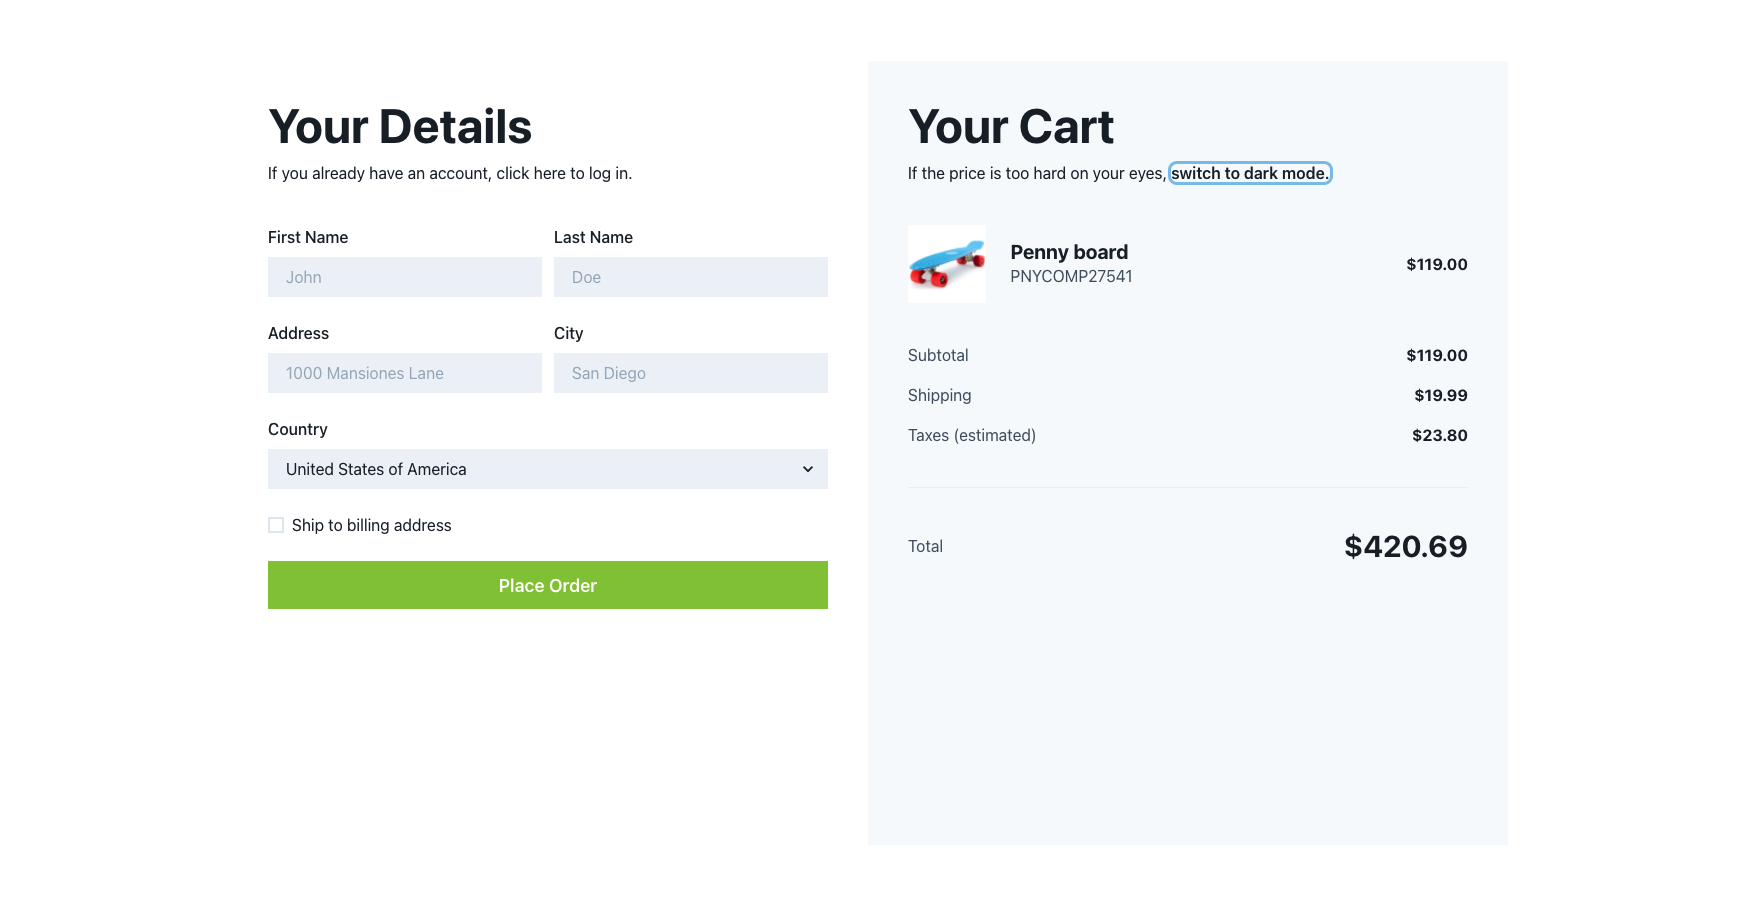 Your Details
If you already have an account, click here to log in.
First Name
Last Name
John
Doe
Address
City
1000 Mansiones Lane
San Diego
Country
United States of America
Ship to billing address
Place Order
Your Cart
If the price is too hard on your eyes, switch to dark mode.
Penny board
PNYCOMP27541
$119.00
Subtotal
$119.00
Shipping
$19.99
Taxes (estimated)
$23.80
Total
$420.69